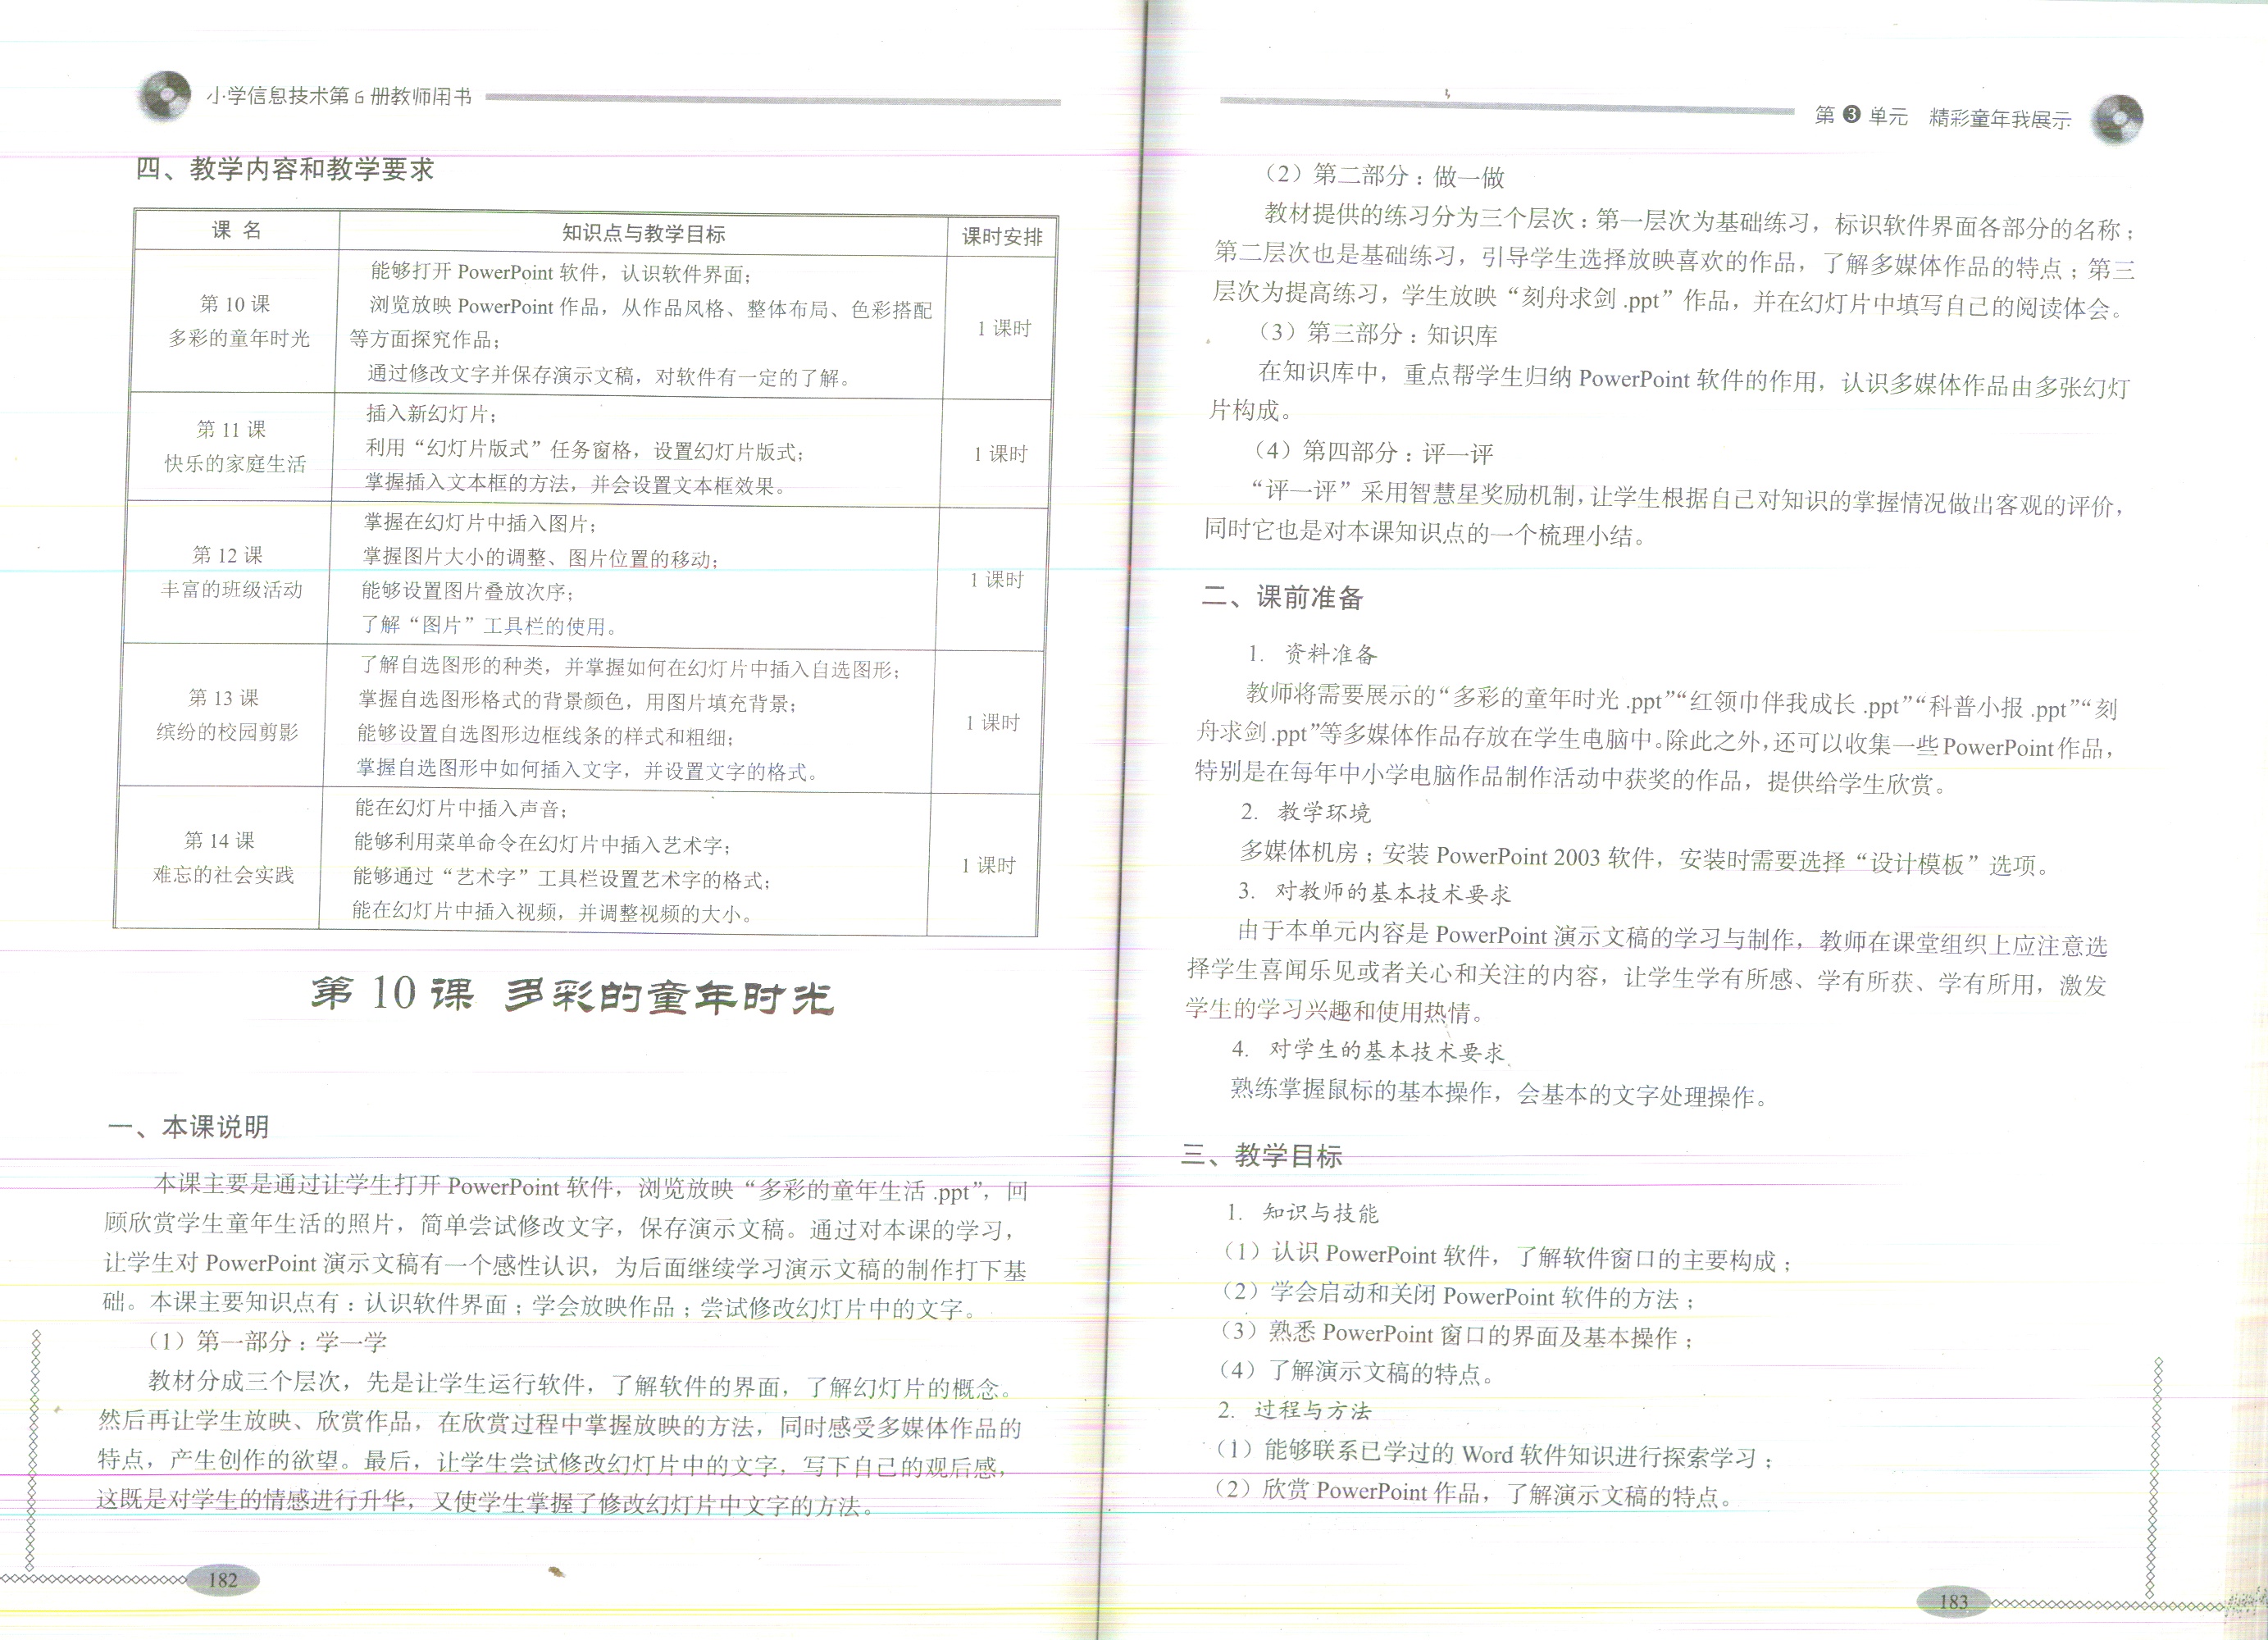 小学信息技术第6册教师用书
四、教学内容和教学要求
课 名
知识点与教学目标
课时安排
第 10 课
多彩的童年时光
能够打开 PowerPoint 软件，认识软件界面；
浏览放映 PowerPoint 作品，从作品风格、整体布局、色彩搭配
等方面探究作品；
通过修改文字并保存演示文稿，对软件有一定的了解。
1 课时
第 11 课
快乐的家庭生活
插入新幻灯片；
利用“幻灯片版式”任务窗格，设置幻灯片版式；
掌握插入文本框的方法，并会设置文本框效果。
1 课时
第 12 课
丰富的班级活动
掌握在幻灯片中插入图片；
掌握图片大小的调整、图片位置的移动；
能够设置图片叠放次序；
了解“图片”工具栏的使用。
1 课时
第 13 课
缤纷的校园剪影
了解自选图形的种类，并掌握如何在幻灯片中插入自选图形；
掌握自选图形格式的背景颜色，用图片填充背景；
能够设置自选图形边框线条的样式和粗细；
掌握自选图形中如何插入文字，并设置文字的格式。
1 课时
第 14 课
难忘的社会实践
能在幻灯片中插入声音；
能够利用菜单命令在幻灯片中插入艺术字；
能够通过“艺术字”工具栏设置艺术字的格式；
能在幻灯片中插入视频，并调整视频的大小。
1 课时
第 10 课 多彩的童年时光
一、本课说明
本课主要是通过让学生打开 PowerPoint 软件，浏览放映“多彩的童年生活 .ppt”，回
顾欣赏学生童年生活的照片，简单尝试修改文字，保存演示文稿。通过对本课的学习，
让学生对 PowerPoint 演示文稿有一个感性认识，为后面继续学习演示文稿的制作打下基
础。本课主要知识点有：认识软件界面；学会放映作品；尝试修改幻灯片中的文字。
（1）第一部分：学一学
教材分成三个层次，先是让学生运行软件，了解软件的界面，了解幻灯片的概念。
然后再让学生放映、欣赏作品，在欣赏过程中掌握放映的方法，同时感受多媒体作品的
特点，产生创作的欲望。最后，让学生尝试修改幻灯片中的文字，写下自己的观后感，
这既是对学生的情感进行升华，又使学生掌握了修改幻灯片中文字的方法。
182
第 3 单元 精彩童年我展示
（2）第二部分：做一做
教材提供的练习分为三个层次：第一层次为基础练习，标识软件界面各部分的名称；
第二层次也是基础练习，引导学生选择放映喜欢的作品，了解多媒体作品的特点；第三
层次为提高练习，学生放映“刻舟求剑 .ppt”作品，并在幻灯片中填写自己的阅读体会。
（3）第三部分：知识库
在知识库中，重点帮学生归纳 PowerPoint 软件的作用，认识多媒体作品由多张幻灯
片构成。
（4）第四部分：评一评
“评一评”采用智慧星奖励机制，让学生根据自己对知识的掌握情况做出客观的评价，
同时它也是对本课知识点的一个梳理小结。
二、课前准备
1. 资料准备
教师将需要展示的“多彩的童年时光 .ppt”“红领巾伴我成长 .ppt”“科普小报 .ppt”“刻
舟求剑 .ppt”等多媒体作品存放在学生电脑中。除此之外，还可以收集一些PowerPoint作品，
特别是在每年中小学电脑作品制作活动中获奖的作品，提供给学生欣赏。
2. 教学环境
多媒体机房；安装 PowerPoint 2003 软件，安装时需要选择“设计模板”选项。
3. 对教师的基本技术要求
由于本单元内容是 PowerPoint 演示文稿的学习与制作，教师在课堂组织上应注意选
择学生喜闻乐见或者关心和关注的内容，让学生学有所感、学有所获、学有所用，激发
学生的学习兴趣和使用热情。
4. 对学生的基本技术要求
熟练掌握鼠标的基本操作，会基本的文字处理操作。
三、教学目标
1. 知识与技能
（1）认识 PowerPoint 软件，了解软件窗口的主要构成；
（2）学会启动和关闭 PowerPoint 软件的方法；
（3）熟悉 PowerPoint 窗口的界面及基本操作；
（4）了解演示文稿的特点。
2. 过程与方法
（1）能够联系已学过的 Word 软件知识进行探索学习；
（2）欣赏 PowerPoint 作品，了解演示文稿的特点。
183